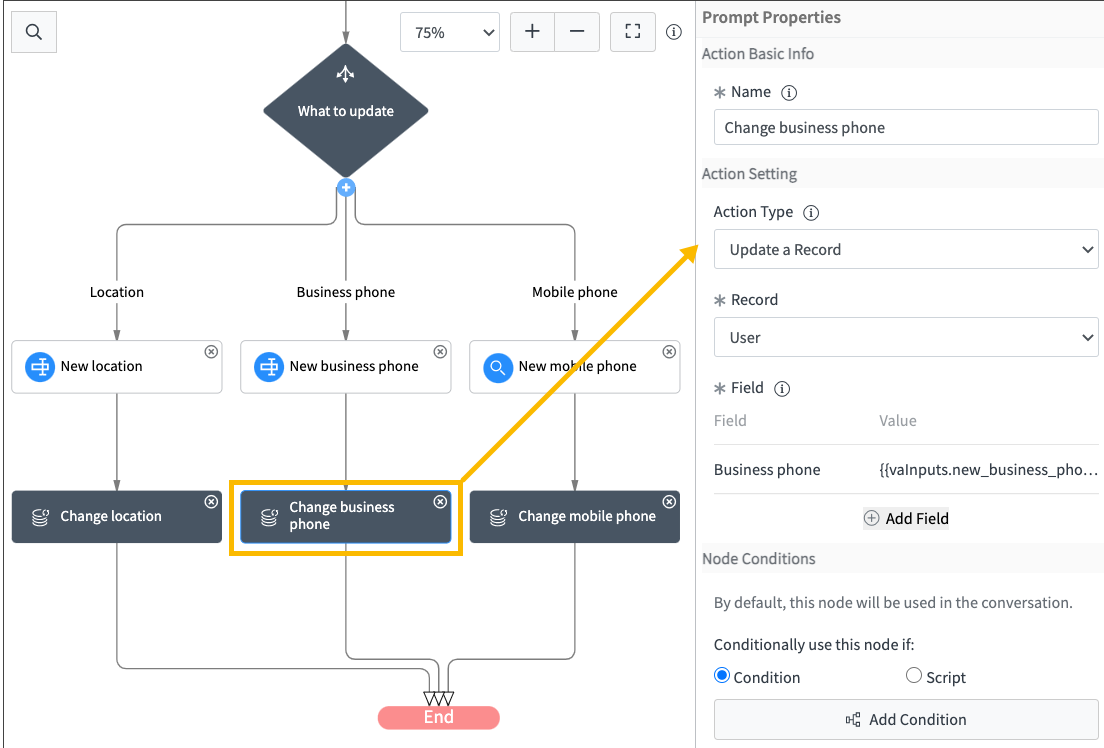 75%
What to update
Location
Business phone
Mobile phone
New location
New business phone
New mobile phone
Change location
Change business
phone
Change mobile phone
End
Prompt Properties
Action Basic Info
Name
Change business phone
Action Setting
Action Type
Update a Record
Record
User
Field
Field Value
Business phone {{vaInputs.new_business_pho...
Add Field
Node Conditions
By default, this node will be used in the conversation.
Conditionally use this node if:
Condition Script
Add Condition